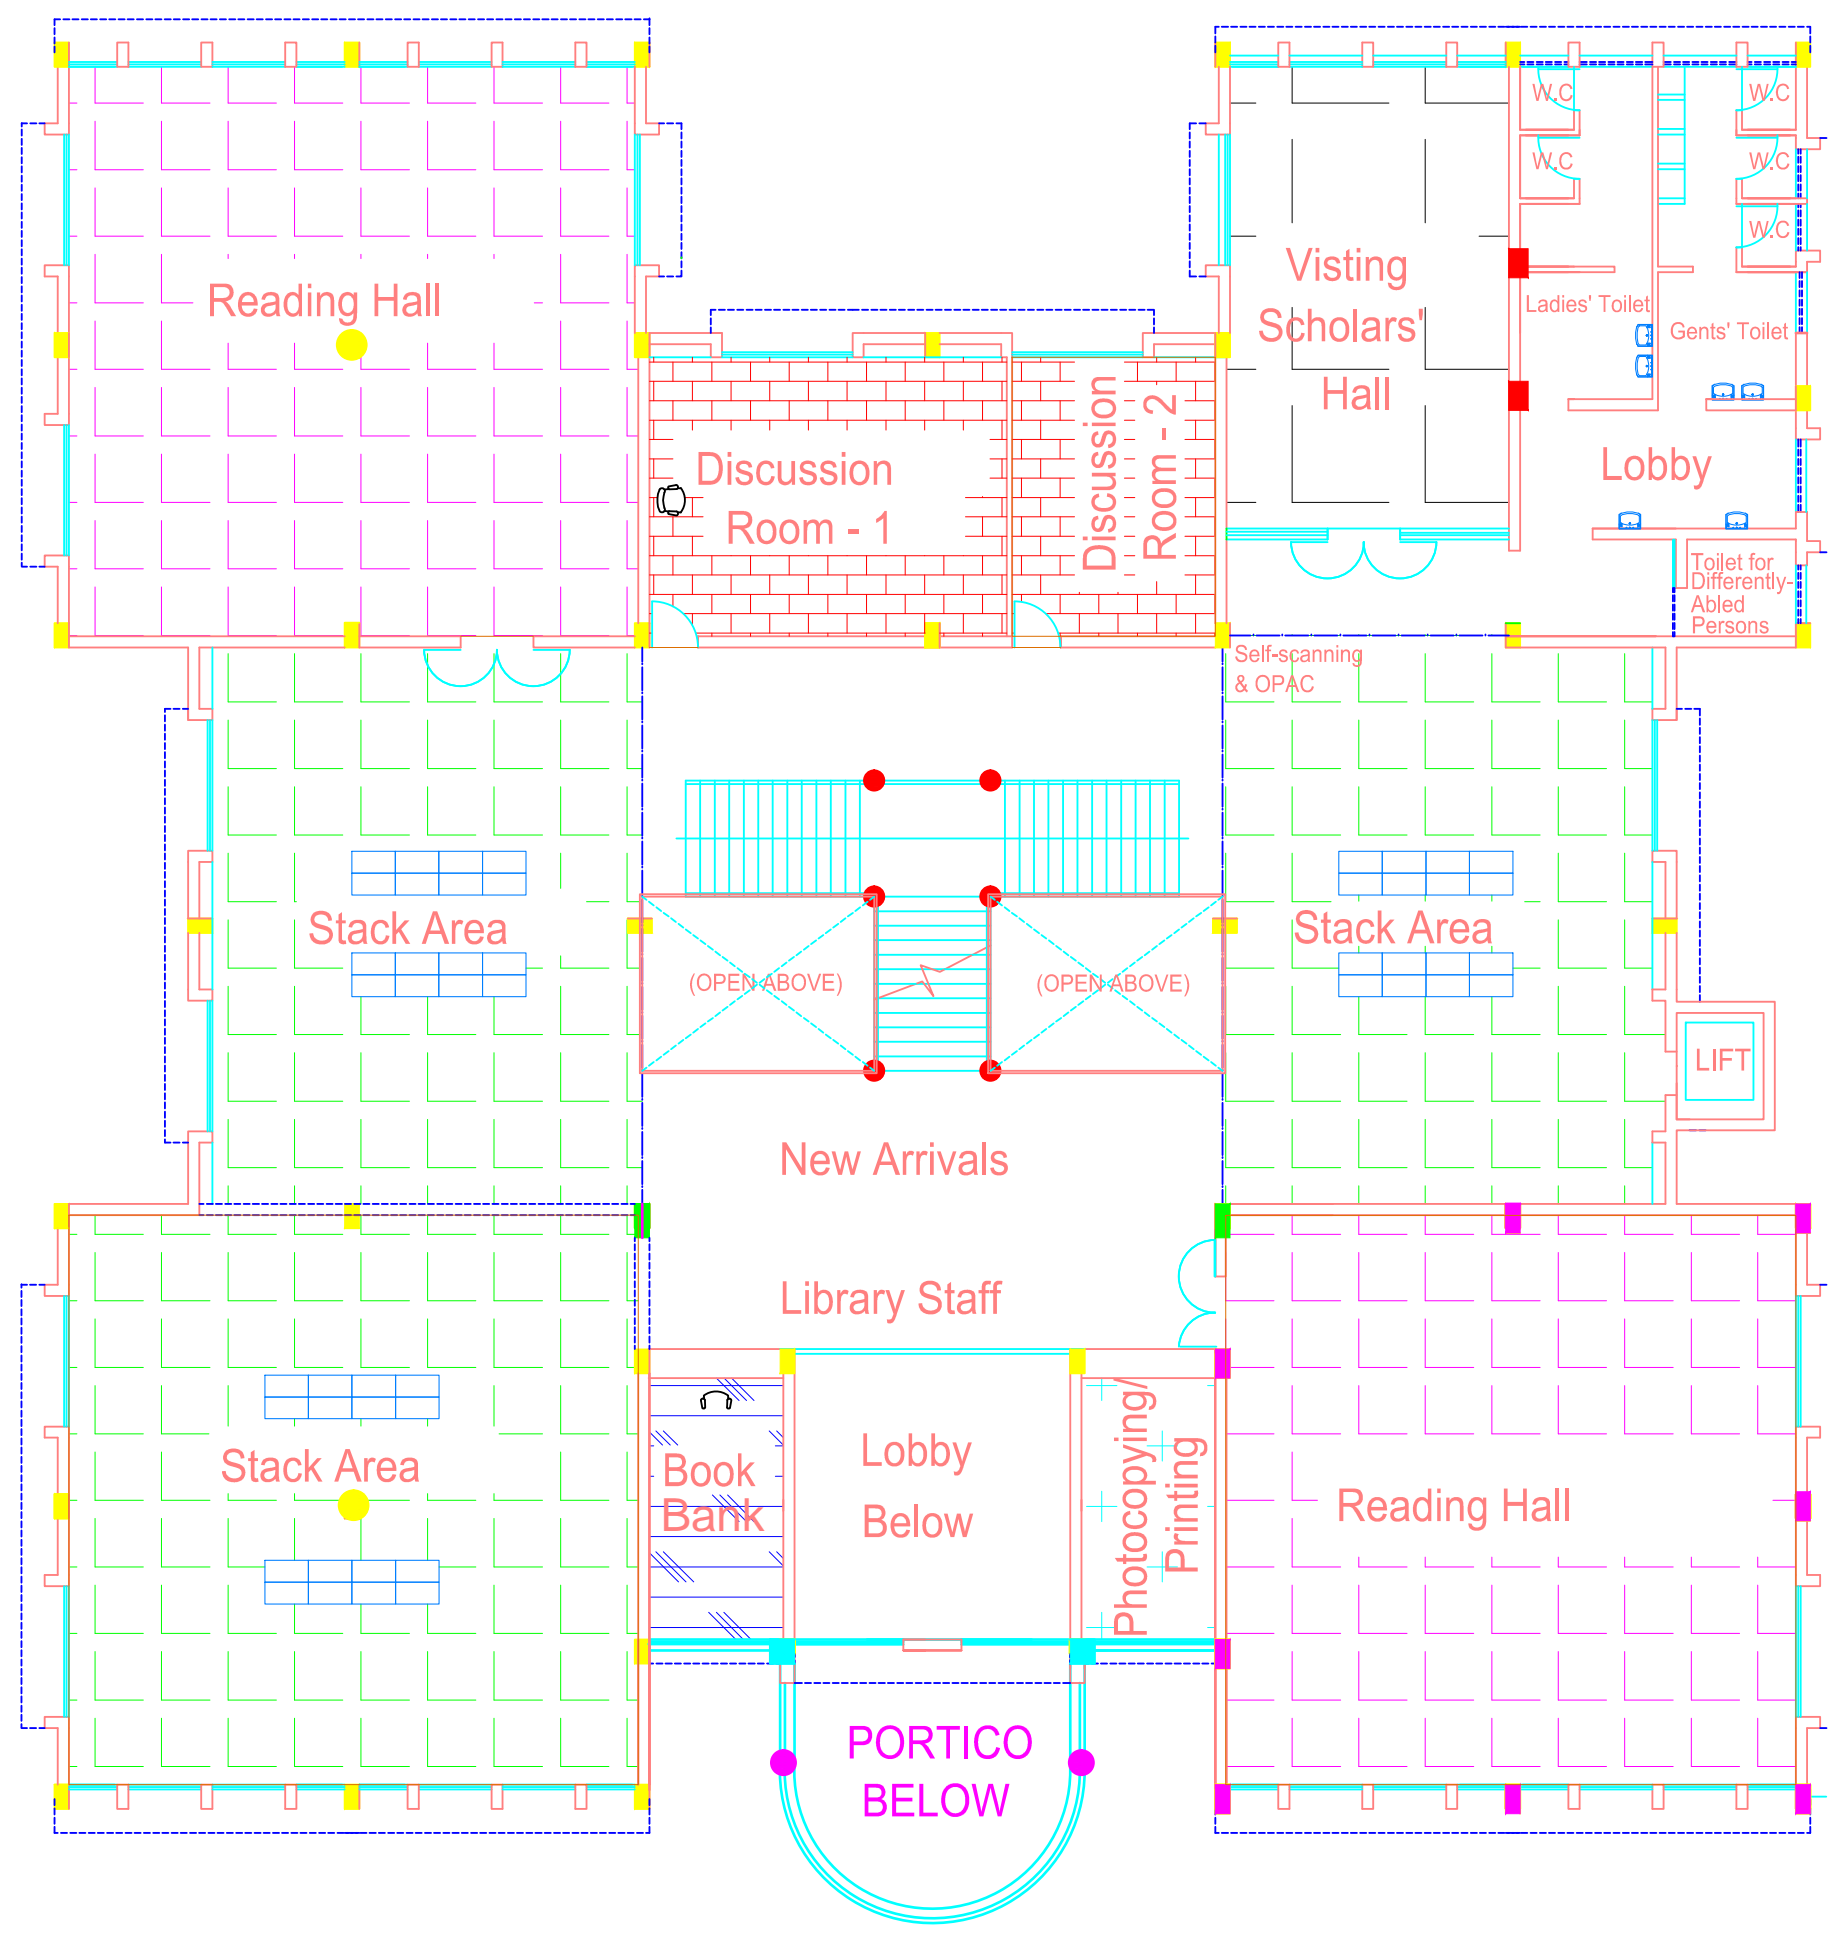 W.C
W.C
W.C
W.C
W.C
Visting
Scholars'
Hall
Reading Hall
Ladies' Toilet
Gents' Toilet
Discussion
Room - 1
Discussion
Room - 2
Lobby
Toilet for
Differently-
Abled
Persons
Self-scanning
& OPAC
Stack Area
Stack Area
(OPEN ABOVE)
(OPEN ABOVE)
LIFT
New Arrivals
Library Staff
Stack Area
Book
Bank
Lobby
Below
Photocopying/
Printing
Reading Hall
PORTICO
BELOW